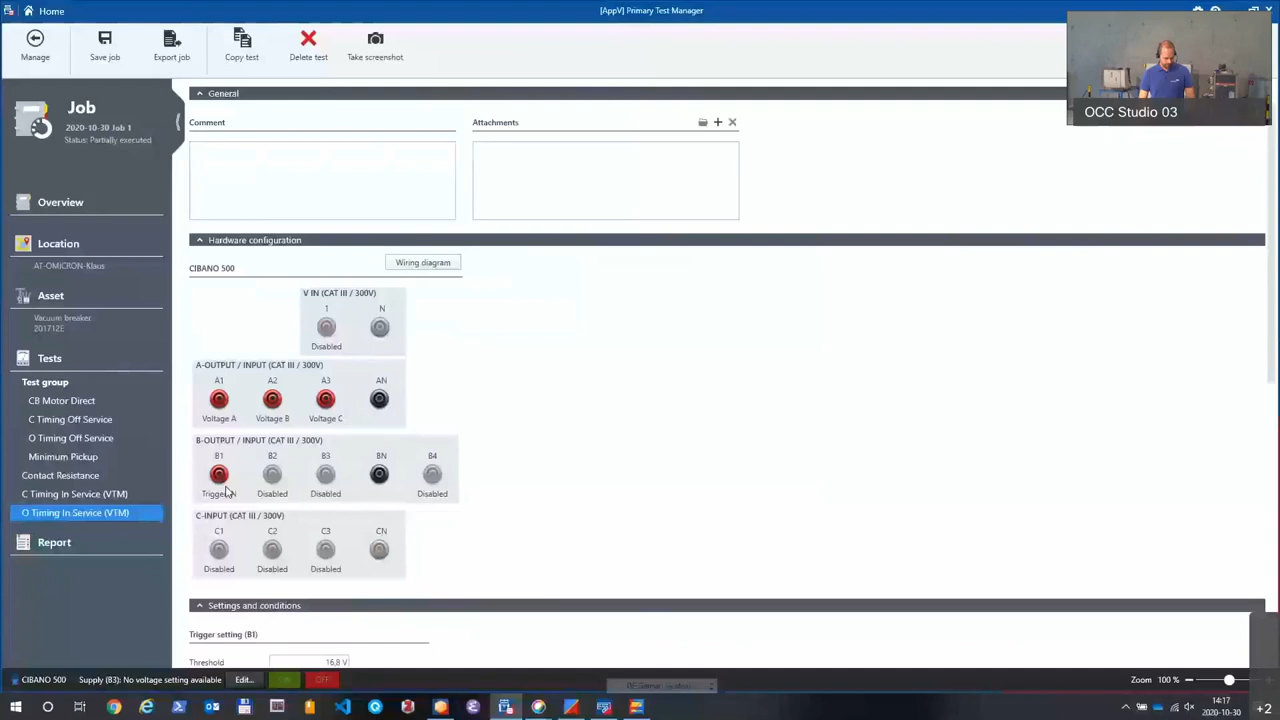 Home
[AppV] Primary Test Manager
Manage
Save job
Export job
Copy test
Delete test
Take screenshot
OCC Studio 03
Job
2020-10-30 Job 1
Status: Partially executed
Overview
Location
AT-OMICRON-Klaus
Asset
Vacuum breaker
201712E
Tests
Test group
CB Motor Direct
C Timing Off Service
O Timing Off Service
Minimum Pickup
Contact Resistance
C Timing In Service (VTM)
O Timing In Service (VTM)
Report
General
Comment
Attachments
Hardware configuration
CIBANO 500
Wiring diagram
V IN (CAT III / 300V)
1 N
Disabled
A-OUTPUT / INPUT (CAT III / 300V)
A1 A2 A3 AN
Voltage A Voltage B Voltage C
B-OUTPUT / INPUT (CAT III / 300V)
B1 B2 B3 BN B4
Disabled Disabled Disabled
C-INPUT (CAT III / 300V)
C1 C2 C3 CN
Disabled Disabled Disabled
Settings and conditions
Trigger setting (B1)
Threshold 16,8 V
CIBANO 500 Supply (B3): No voltage setting available Edit... OFF
Zoom 100 %
14:17
2020-10-30
+2